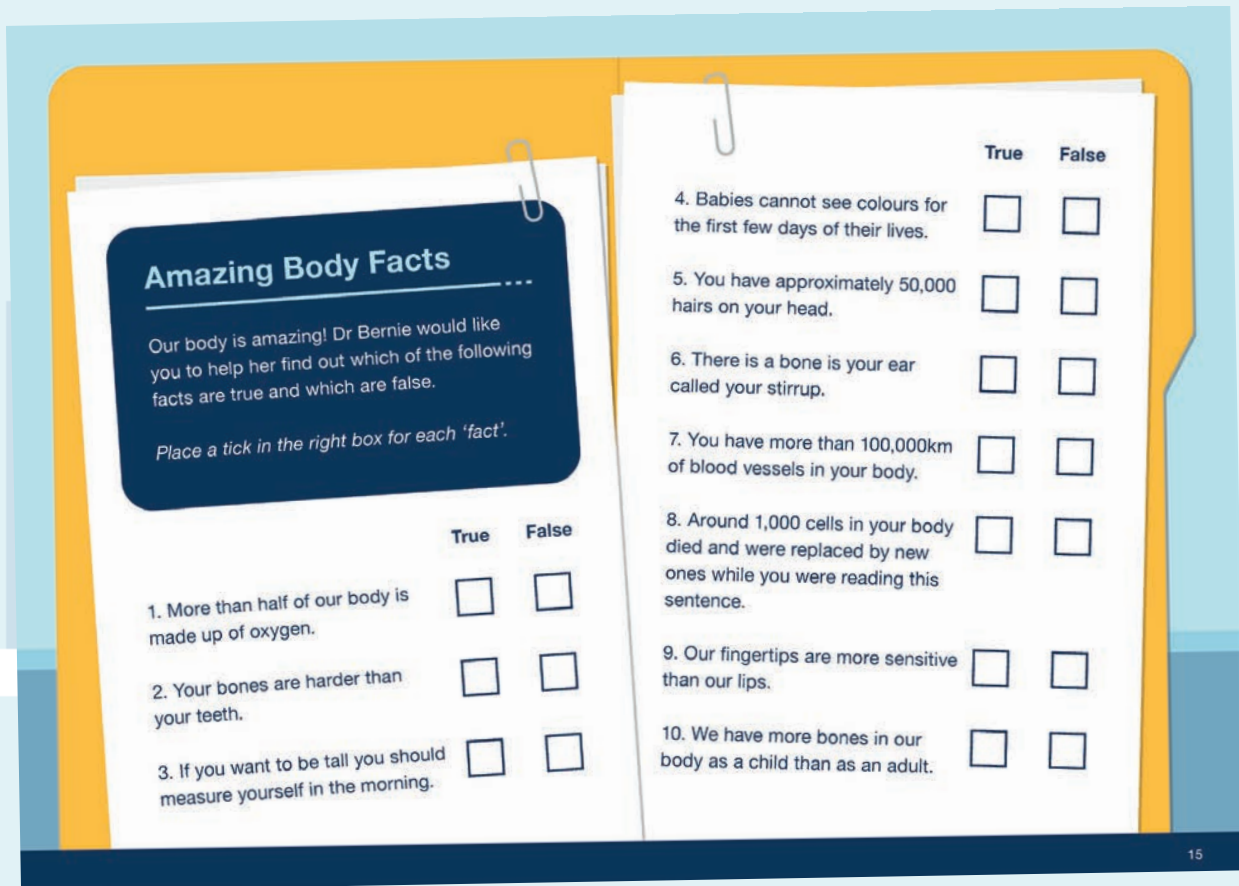 Amazing Body Facts
Our body is amazing! Dr Bernie would like
you to help her find out which of the following
facts are true and which are false.
Place a tick in the right box for each ‘fact’.
True False
1. More than half of our body is
made up of oxygen.
2. Your bones are harder than
your teeth.
3. If you want to be tall you should
measure yourself in the morning.
True False
4. Babies cannot see colours for
the first few days of their lives.
5. You have approximately 50,000
hairs on your head.
6. There is a bone is your ear
called your stirrup.
7. You have more than 100,000km
of blood vessels in your body.
8. Around 1,000 cells in your body
died and were replaced by new
ones while you were reading this
sentence.
9. Our fingertips are more sensitive
than our lips.
10. We have more bones in our
body as a child than as an adult.
15